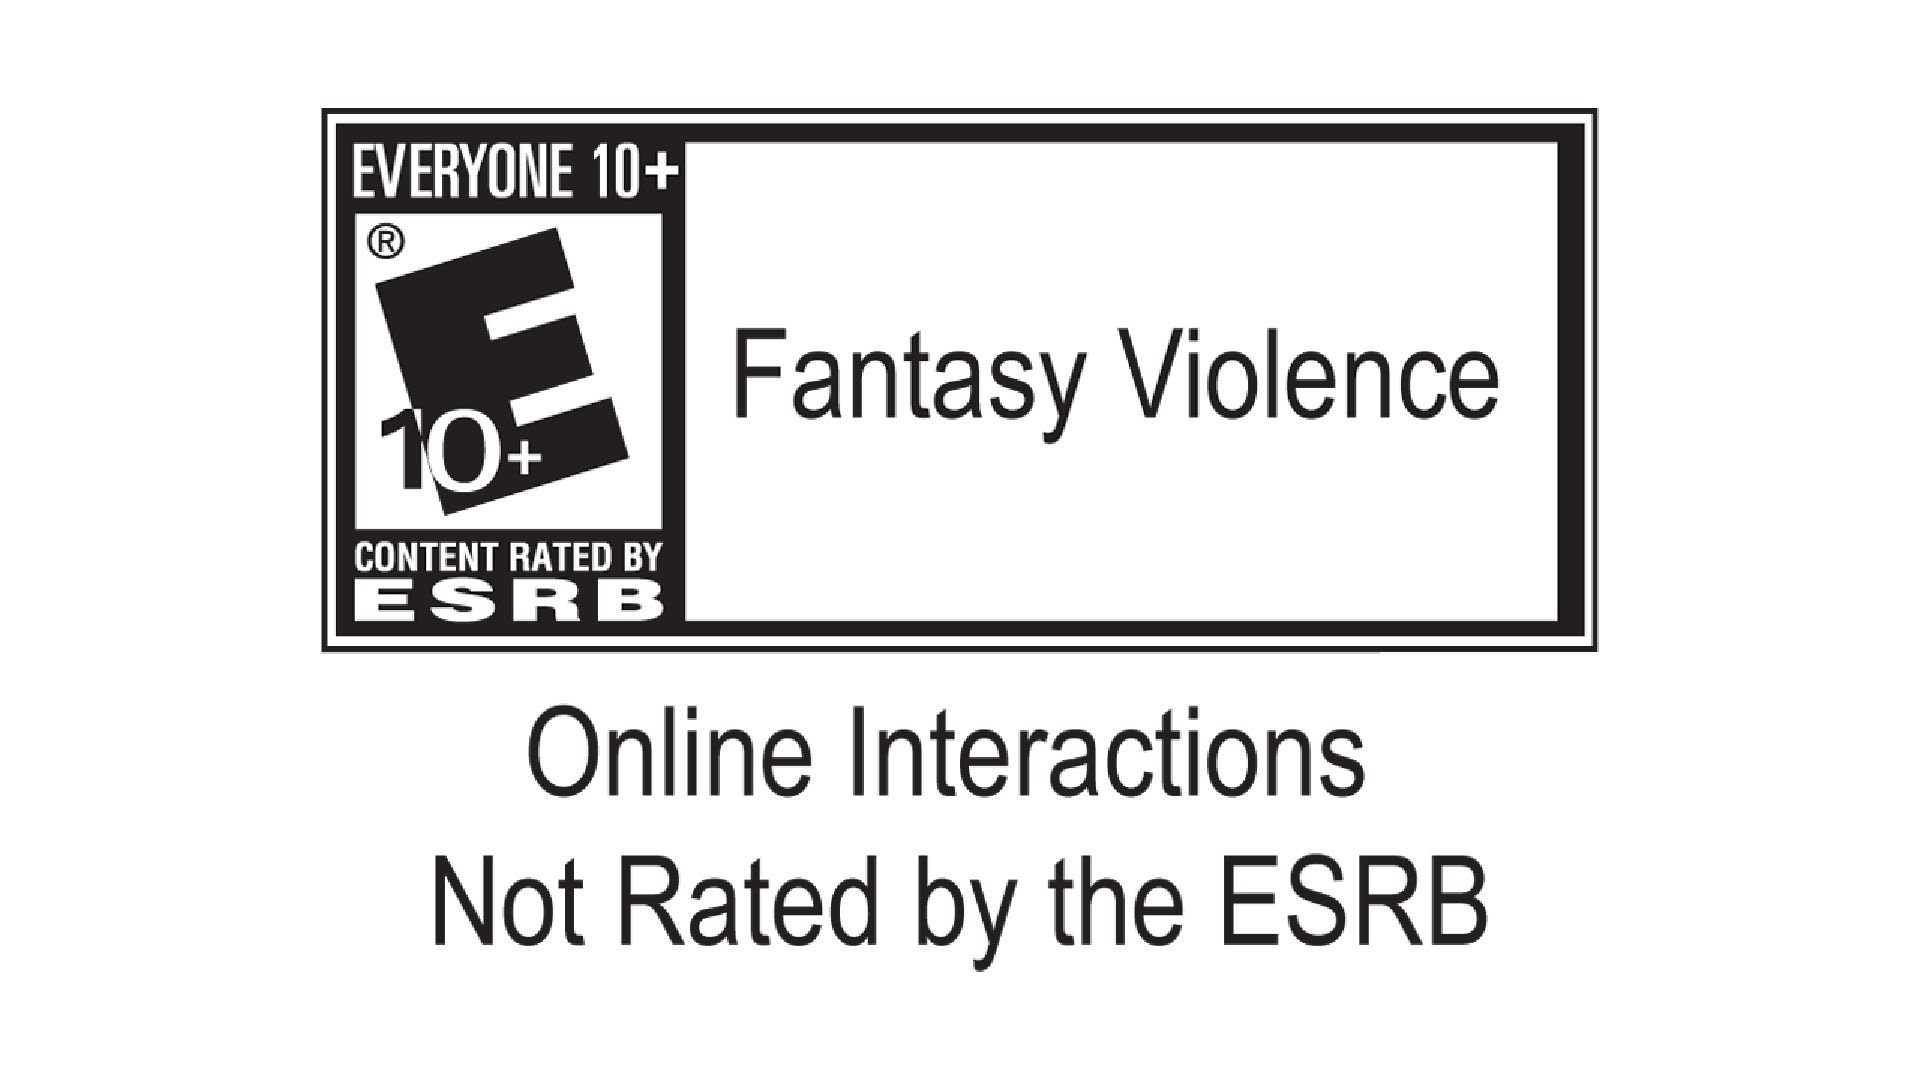 EVERYONE 10+
®
E
10+
CONTENT RATED BY
ESRB
Fantasy Violence
Online Interactions
Not Rated by the ESRB